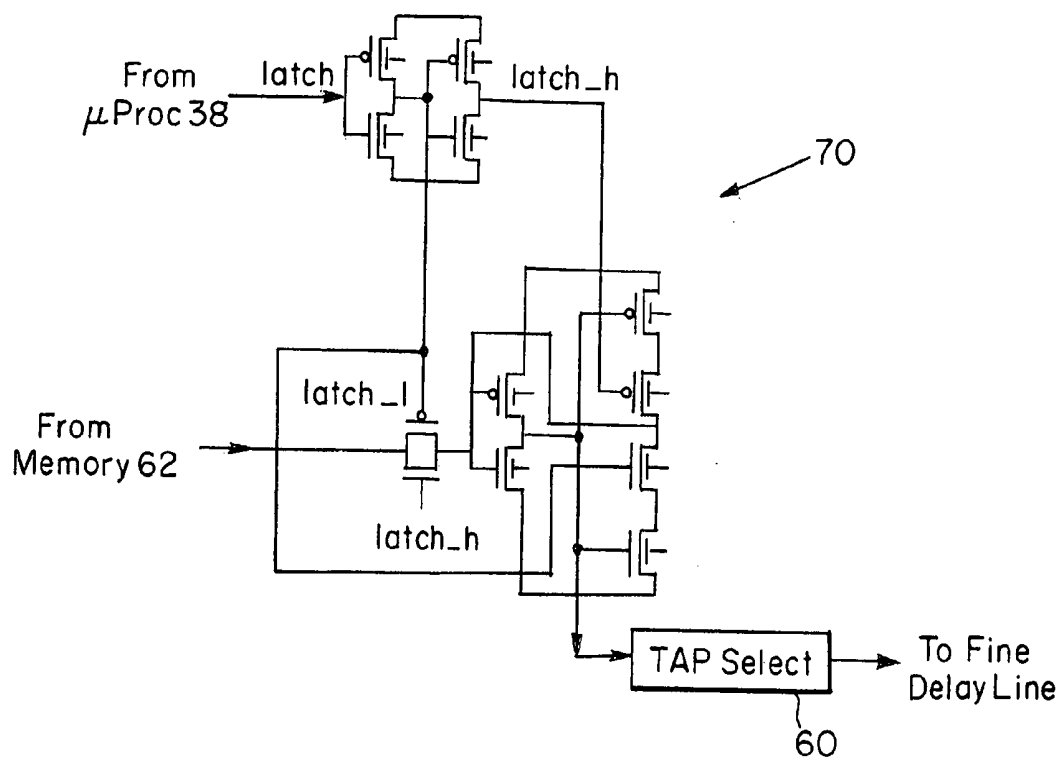 From
μProc 38
latch
latch_h
70
latch_l
From
Memory 62
latch_h
TAP Select
To Fine
Delay Line
60